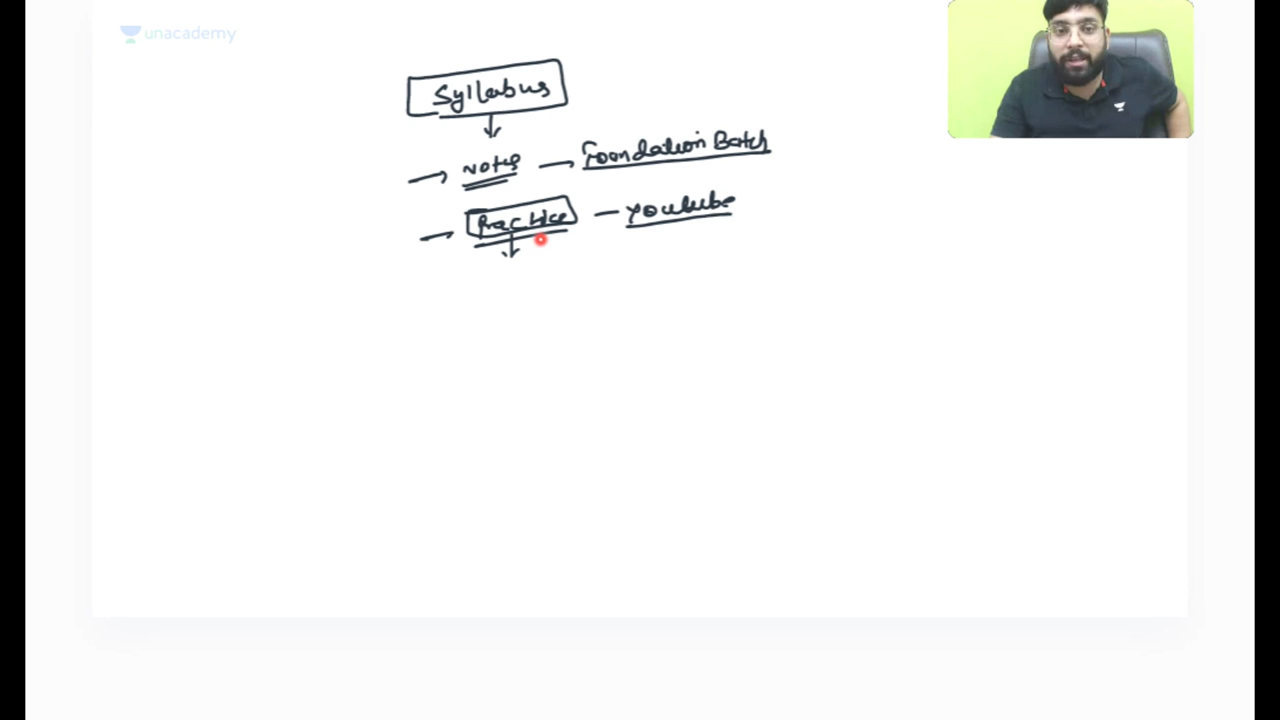 unacademy
Syllabus
Notes - Foundation Batch
Practice - Youtube